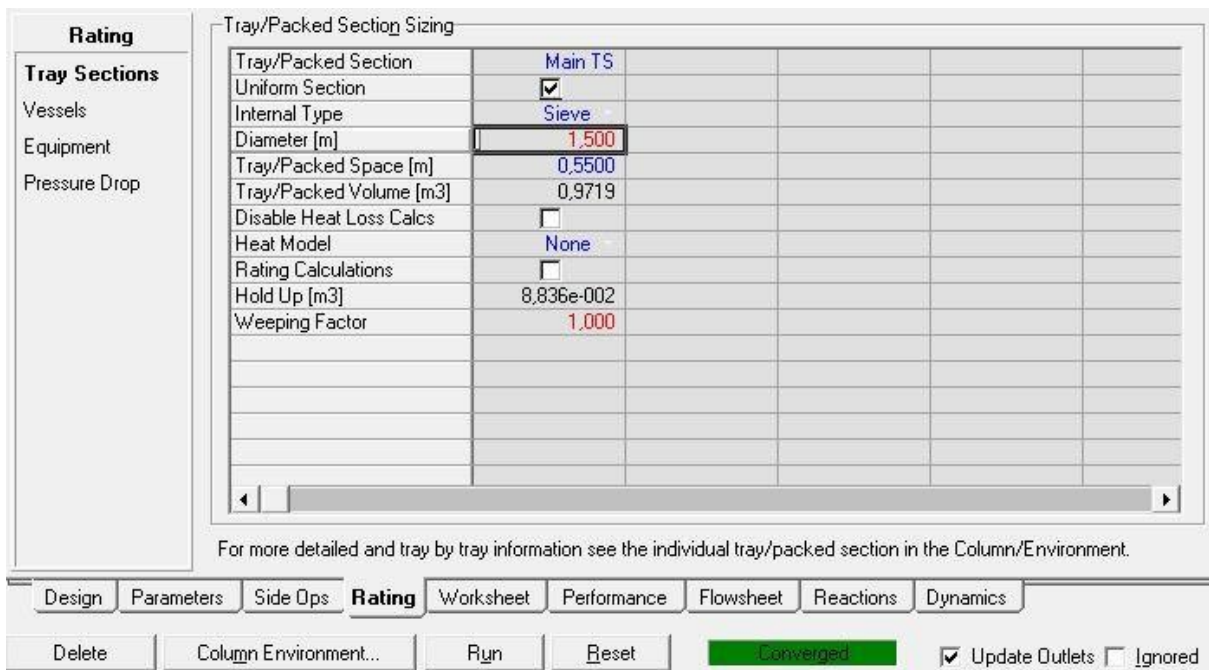 Rating
Tray Sections
Vessels
Equipment
Pressure Drop
Tray/Packed Section Sizing
Tray/Packed Section Main TS
Uniform Section
Internal Type Sieve
Diameter [m] 1,500
Tray/Packed Space [m] 0,5500
Tray/Packed Volume [m3] 0,9719
Disable Heat Loss Calcs
Heat Model None
Rating Calculations
Hold Up [m3] 8,836e-002
Weeping Factor 1,000
For more detailed and tray by tray information see the individual tray/packed section in the Column/Environment.
Design Parameters Side Ops Rating Worksheet Performance Flowsheet Reactions Dynamics
Delete Column Environment... Run Reset Converged Update Outlets Ignored